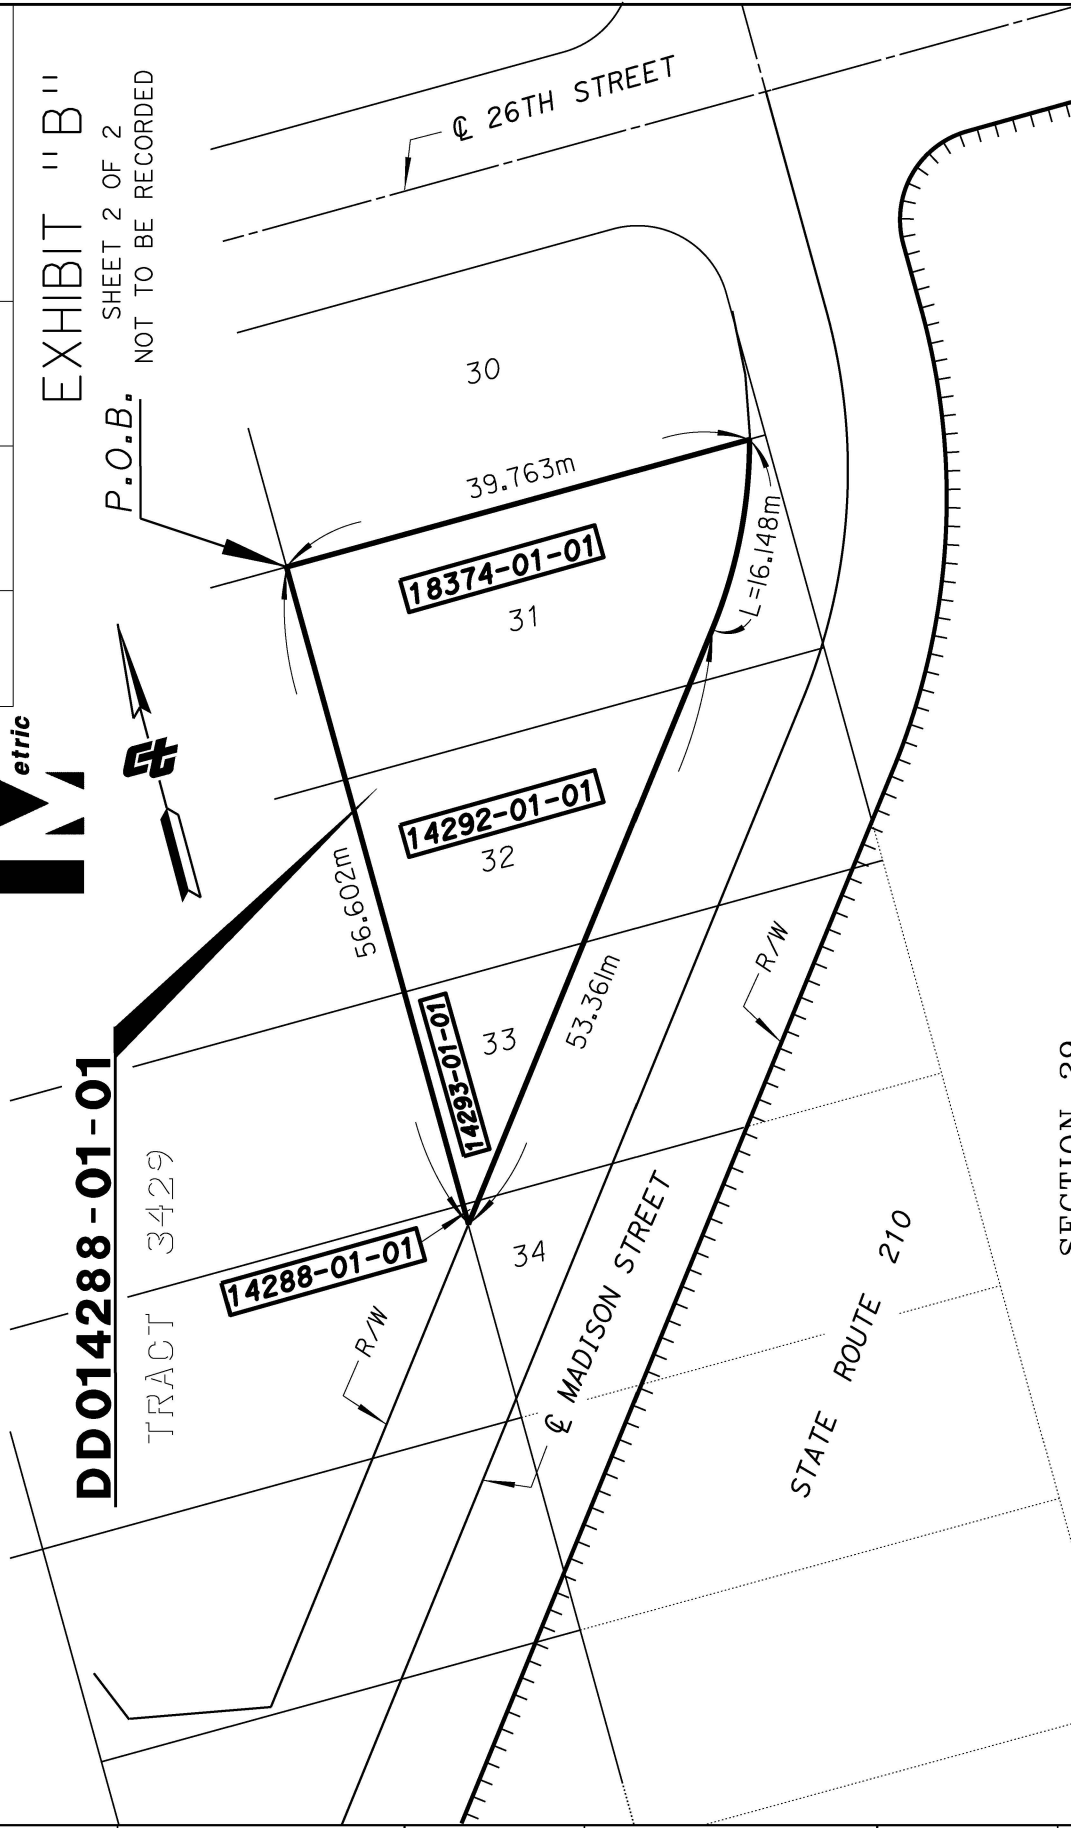 EXHIBIT "B"
SHEET 2 OF 2
NOT TO BE RECORDED
P.O.B.
℄ 26TH STREET
30
39.763m
18374-01-01
31
L=16.148m
etric
M
14292-01-01
32
56.602m
14293-01-01
33
53.361m
R/W
DD014288-01-01
TRACT 3429
14288-01-01
34
R/W
℄ MADISON STREET
STATE ROUTE 210